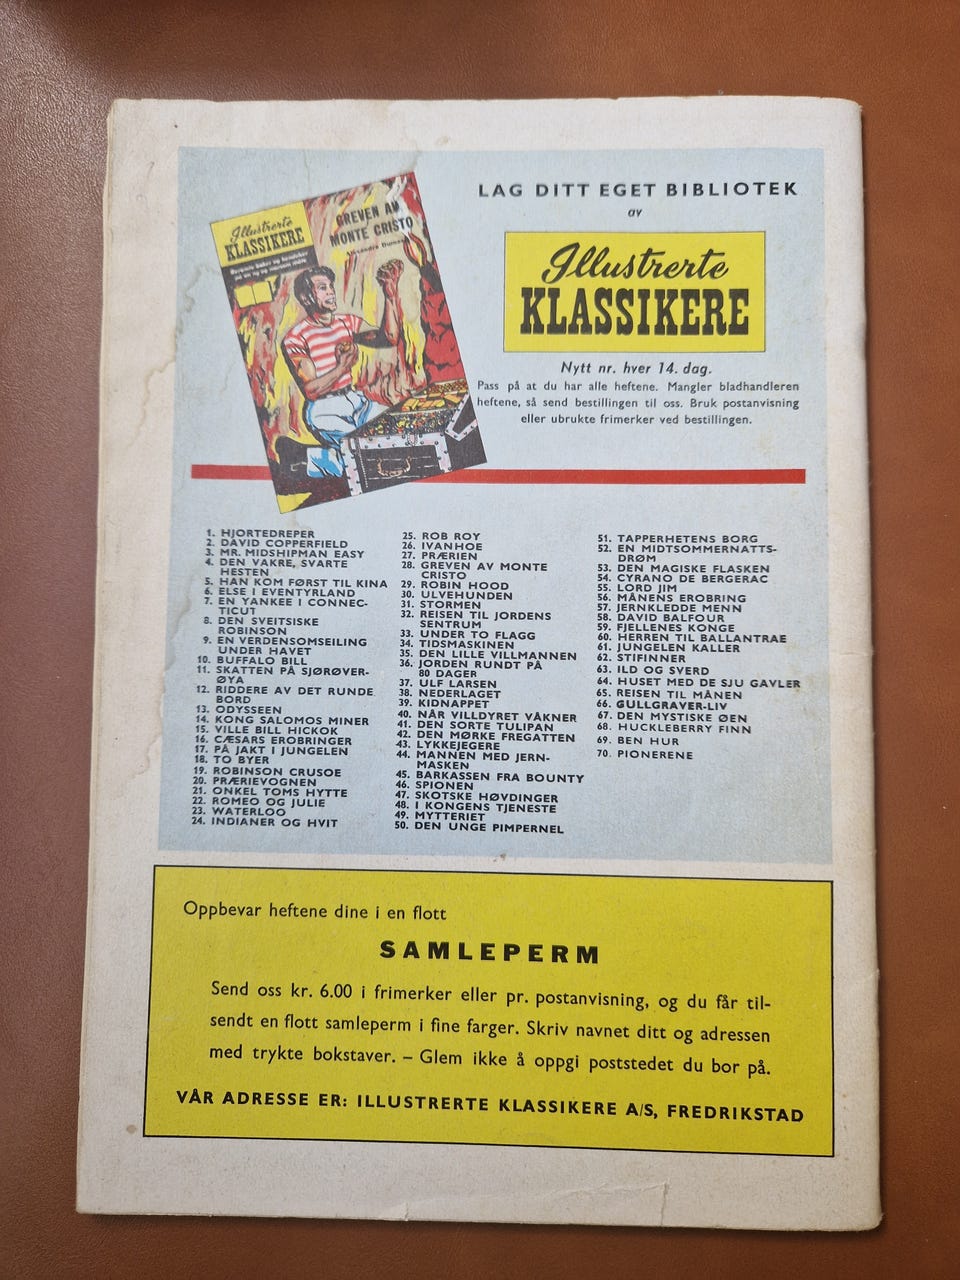 LAG DITT EGET BIBLIOTEK
av
Illustrerte
KLASSIKERE
Nytt nr. hver 14. dag.
Pass på at du har alle heftene. Mangler bladhandleren
heftene, så send bestillingen til oss. Bruk postanvisning
eller ubrukte frimerker ved bestillingen.
Illustrerte
KLASSIKERE
GREVEN AV
MONTE CRISTO
1. HJORTEDREPER
2. DAVID COPPERFIELD
3. MR. MIDSHIPMAN EASY
4. DEN VAKRE, SVARTE
HESTEN
5. HAN KOM FØRST TIL KINA
6. ELSE I EVENTYRLAND
7. EN YANKEE I CONNEC-
TICUT
8. DEN SVEITSISKE
ROBINSON
9. EN VERDENSOMSEILING
UNDER HAVET
10. BUFFALO BILL
11. SKATTEN PÅ SJØRØVER-
ØYA
12. RIDDERE AV DET RUNDE
BORD
13. ODYSSEEN
14. KONG SALOMOS MINER
15. VILLE BILL HICKOK
16. CÆSARS EROBRINGER
17. PÅ JAKT I JUNGELEN
18. TO BYER
19. ROBINSON CRUSOE
20. PRÆRIEVOGNEN
21. ONKEL TOMS HYTTE
22. ROMEO OG JULIE
23. WATERLOO
24. INDIANER OG HVIT
25. ROB ROY
26. IVANHOE
27. PRÆRIEN
28. GREVEN AV MONTE
CRISTO
29. ROBIN HOOD
30. ULVEHUNDEN
31. STORMEN
32. REISEN TIL JORDENS
SENTRUM
33. UNDER TO FLAGG
34. TIDSMASKINEN
35. DEN LILLE VILLMANNEN
36. JORDEN RUNDT PÅ
80 DAGER
37. ULF LARSEN
38. NEDERLAGET
39. KIDNAPPET
40. NÅR VILLDYRET VÅKNER
41. DEN SORTE TULIPAN
42. DEN MØRKE FREGATTEN
43. LYKKEJEGERE
44. MANNEN MED JERN-
MASKEN
45. BARKASSEN FRA BOUNTY
46. SPIONEN
47. SKOTSKE HØVDINGER
48. I KONGENS TJENESTE
49. MYTTERIET
50. DEN UNGE PIMPERNEL
51. TAPPERHETENS BORG
52. EN MIDTSOMMERNATTS-
DRØM
53. DEN MAGISKE FLASKEN
54. CYRANO DE BERGERAC
55. LORD JIM
56. MÅNENS EROBRING
57. JERNKLEDDE MENN
58. DAVID BALFOUR
59. FJELLENES KONGE
60. HERREN TIL BALLANTRAE
61. JUNGELEN KALLER
62. STIFINNER
63. ILD OG SVERD
64. HUSET MED DE SJU GAVLER
65. REISEN TIL MÅNEN
66. GULLGRAVER-LIV
67. DEN MYSTISKE ØEN
68. HUCKLEBERRY FINN
69. BEN HUR
70. PIONERENE
Oppbevar heftene dine i en flott
SAMLEPERM
Send oss kr. 6.00 i frimerker eller pr. postanvisning, og du får til-
sendt en flott samleperm i fine farger. Skriv navnet ditt og adressen
med trykte bokstaver. – Glem ikke å oppgi poststedet du bor på.
VÅR ADRESSE ER: ILLUSTRERTE KLASSIKERE A/S, FREDRIKSTAD